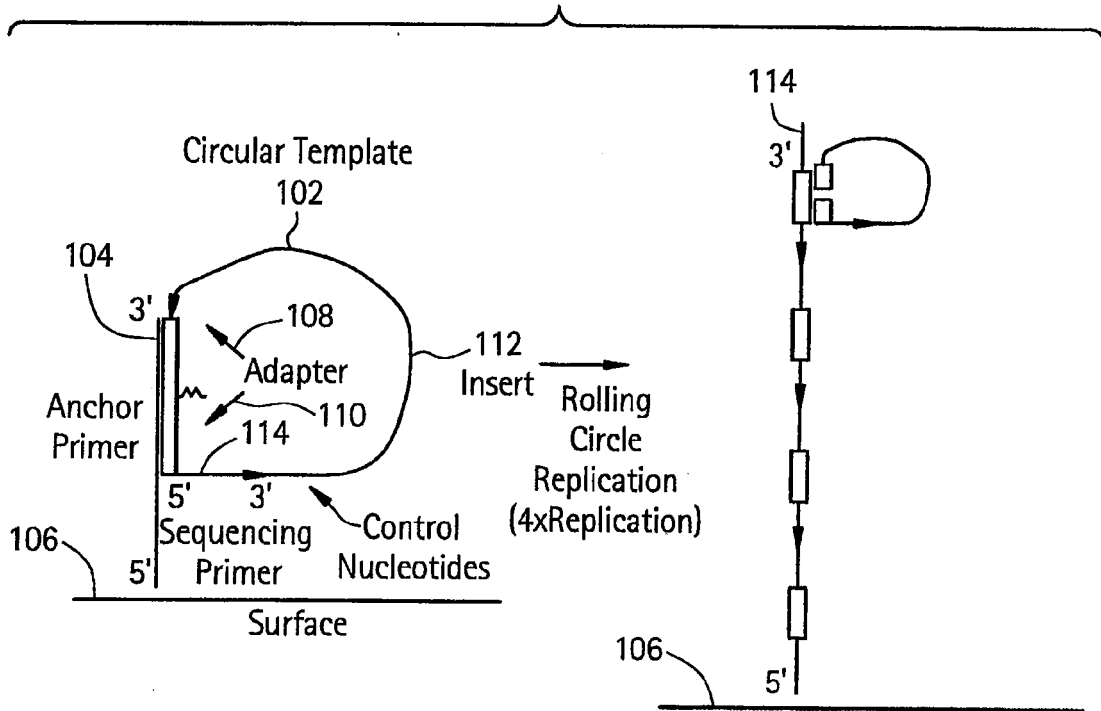 Circular Template
102
104
3'
108
Adapter
110
112
Insert
Anchor
Primer
114
5'
3'
Sequencing
Primer
Control
Nucleotides
5'
106
Surface
Rolling
Circle
Replication
(4xReplication)
114
3'
5'
106